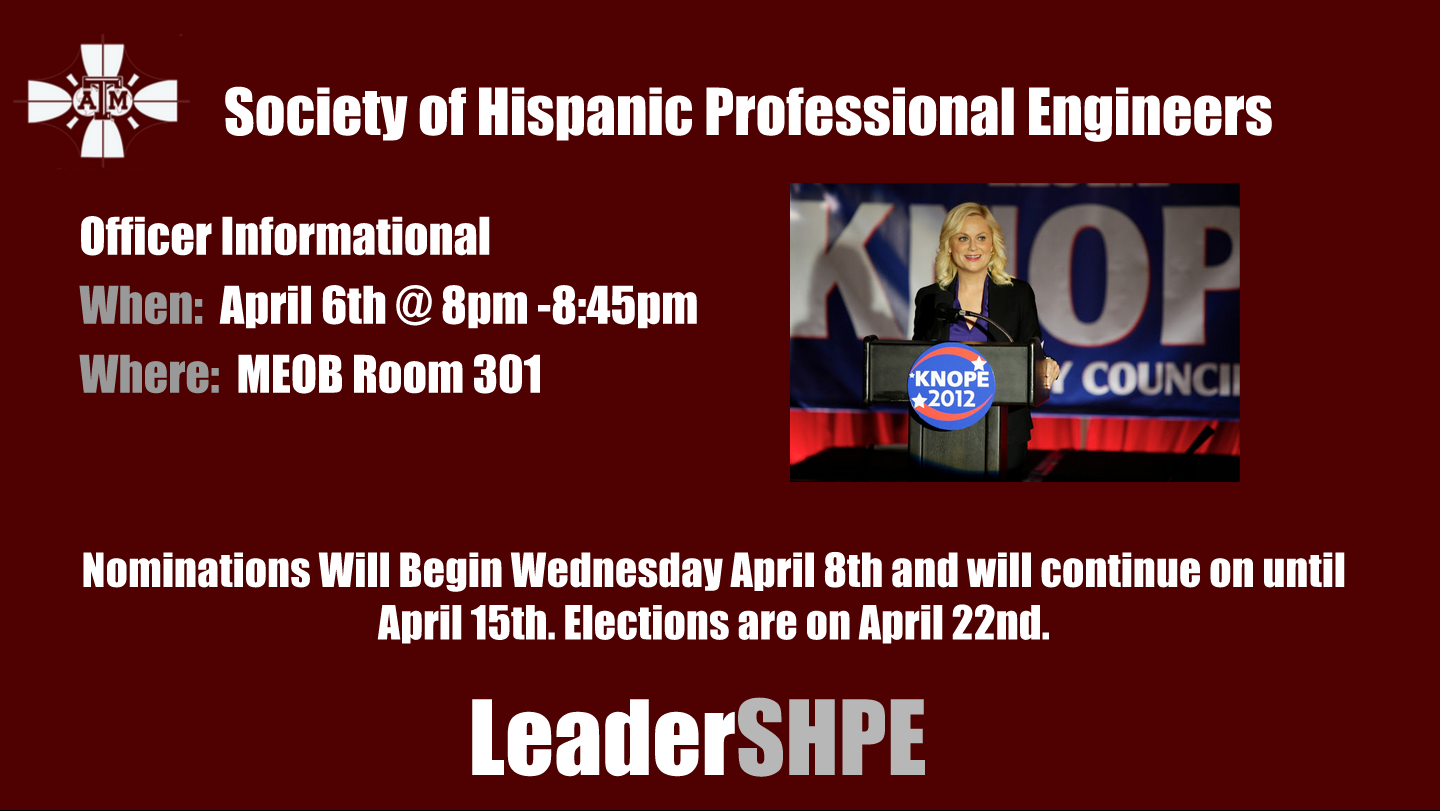 ATM
Society of Hispanic Professional Engineers
Officer Informational
When: April 6th @ 8pm -8:45pm
Where: MEOB Room 301
KNOP
Y COUNCI
KNOPE
2012
Nominations Will Begin Wednesday April 8th and will continue on until
April 15th. Elections are on April 22nd.
LeaderSHPE